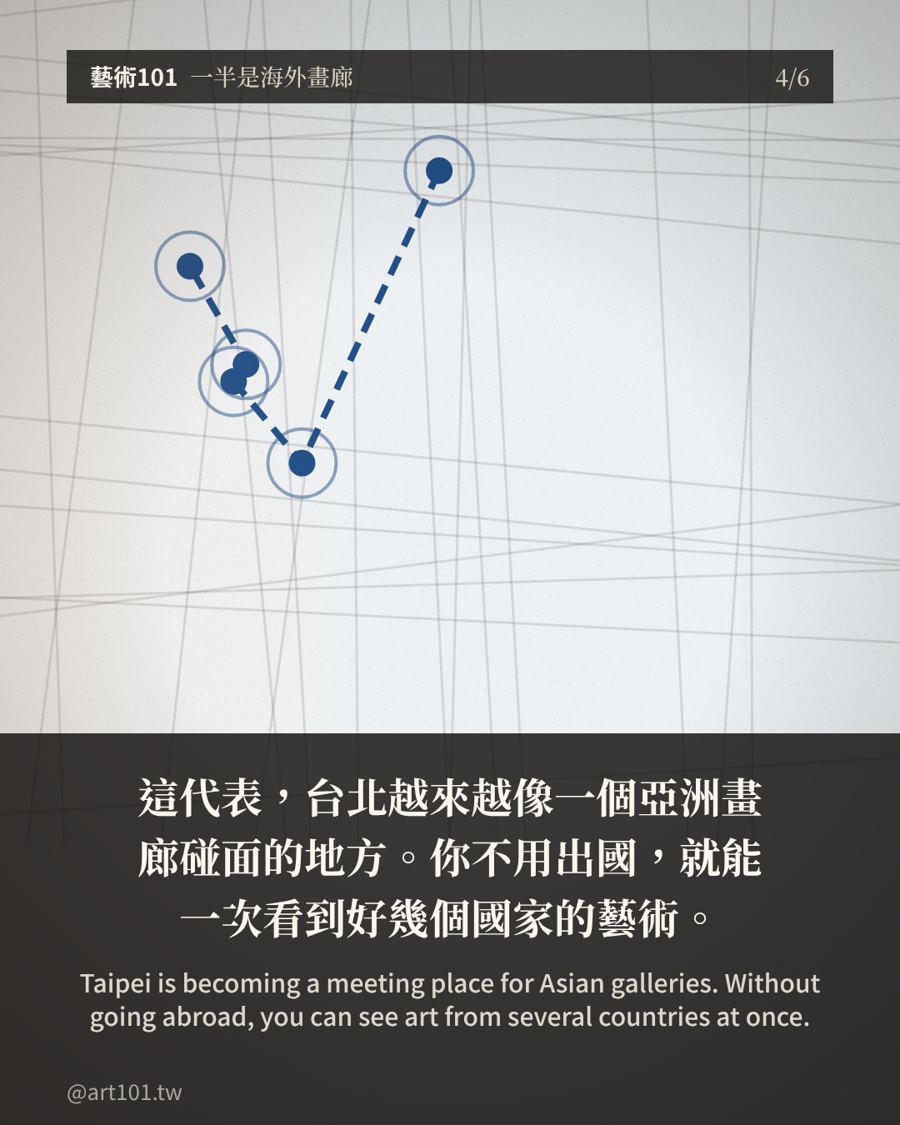 藝術101 一半是海外畫廊 4/6
這代表，台北越來越像一個亞洲畫
廊碰面的地方。你不用出國，就能
一次看到好幾個國家的藝術。
Taipei is becoming a meeting place for Asian galleries. Without
going abroad, you can see art from several countries at once.
@art101.tw